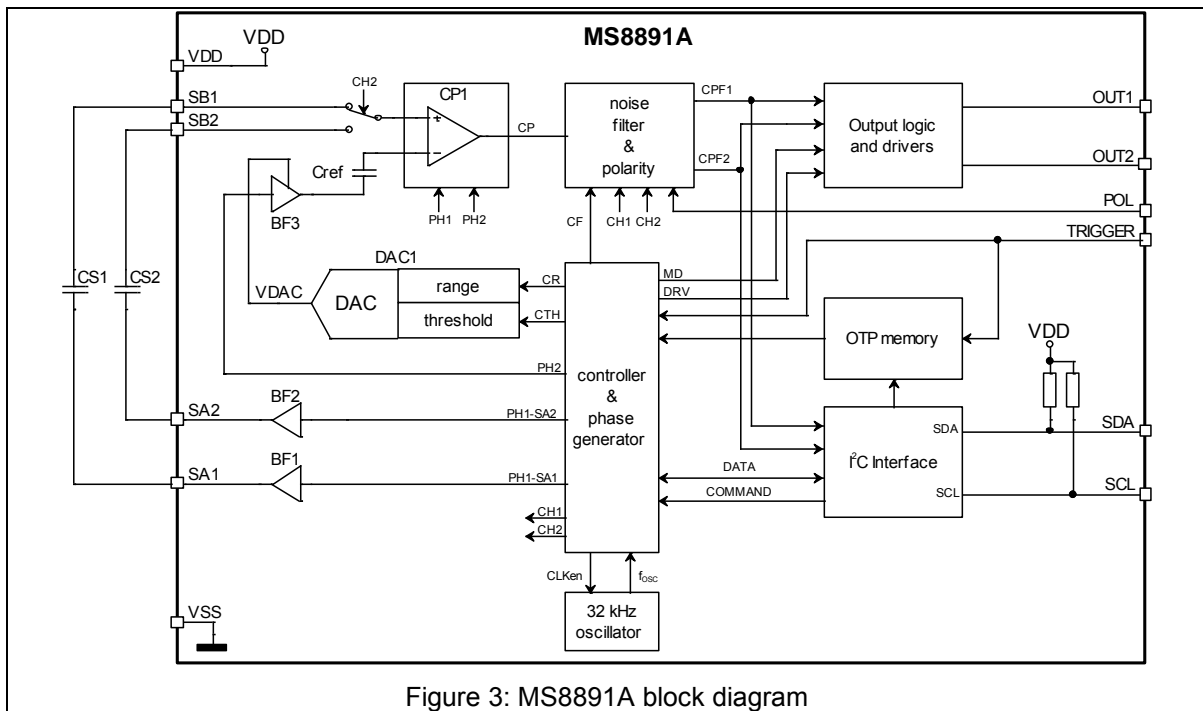 MS8891A
VDD
VDD
SB1
SB2
CH2
CP1
+
−
CP
Cref
BF3
PH1
PH2
noise
filter
&
polarity
CPF1
CPF2
CF
CH1
CH2
Output logic
and drivers
OUT1
OUT2
POL
TRIGGER
CS1
CS2
DAC1
VDAC
DAC
range
threshold
CR
CTH
MD
DRV
PH2
controller
&
phase
generator
OTP memory
VDD
SA2
BF2
PH1-SA2
SA1
BF1
PH1-SA1
I²C Interface
SDA
SCL
SDA
SCL
DATA
COMMAND
CH1
CH2
CLKen
fOSC
32 kHz
oscillator
VSS
Figure 3: MS8891A block diagram